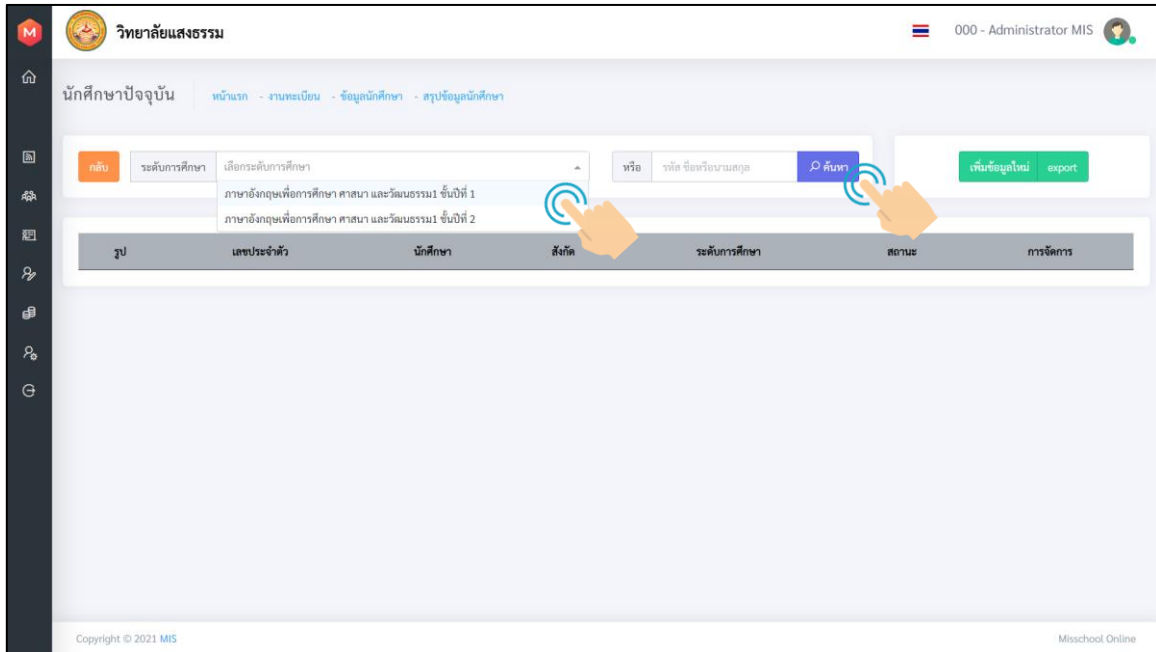 M
วิทยาลัยแสงธรรม
000 - Administrator MIS
นักศึกษาปัจจุบัน
หน้าแรก - งานทะเบียน - ข้อมูลนักศึกษา - สรุปข้อมูลนักศึกษา
กลับ ระดับการศึกษา เลือกระดับการศึกษา หรือ รหัส ชื่อหรือนามสกุล ค้นหา เพิ่มข้อมูลใหม่ export
ภาษาอังกฤษเพื่อการศึกษา ศาสนา และวัฒนธรรม1 ชั้นปีที่ 1
ภาษาอังกฤษเพื่อการศึกษา ศาสนา และวัฒนธรรม1 ชั้นปีที่ 2
รูป เลขประจำตัว นักศึกษา สังกัด ระดับการศึกษา สถานะ การจัดการ
Copyright © 2021 MIS Misschool Online